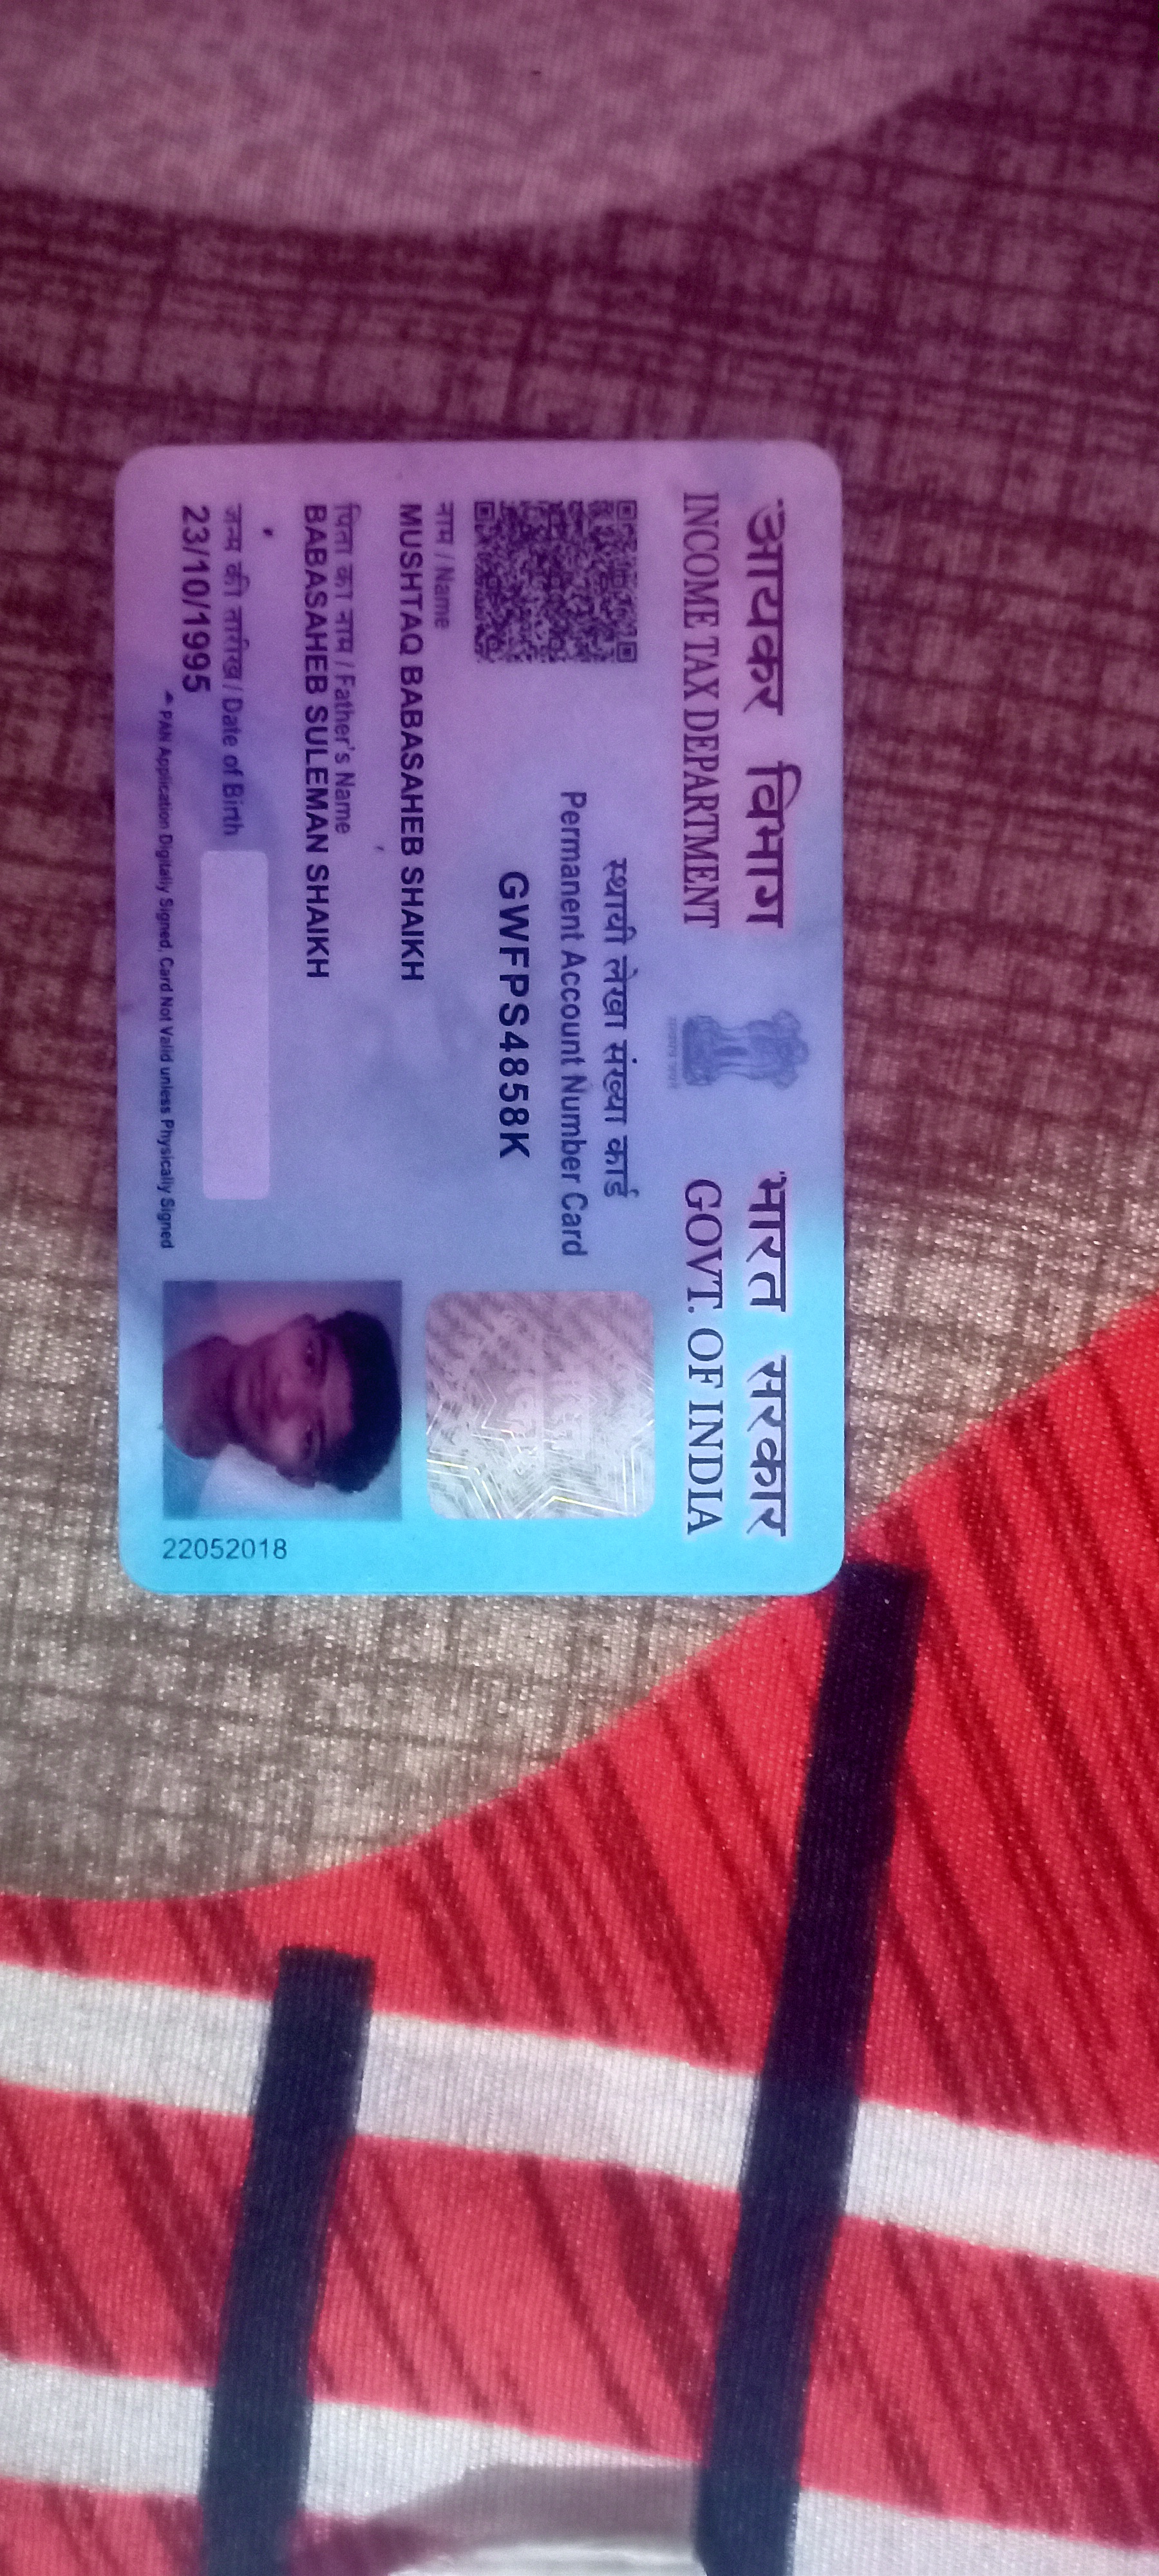 आयकर विभाग
INCOME TAX DEPARTMENT
भारत सरकार
GOVT. OF INDIA
स्थायी लेखा संख्या कार्ड
Permanent Account Number Card
GWFPS4858K
नाम / Name
MUSHTAQ BABASAHEB SHAIKH
पिता का नाम / Father's Name
BABASAHEB SULEMAN SHAIKH
जन्म की तारीख / Date of Birth
23/10/1995
PAN Application Digitally Signed, Card Not Valid unless Physically Signed
22052018